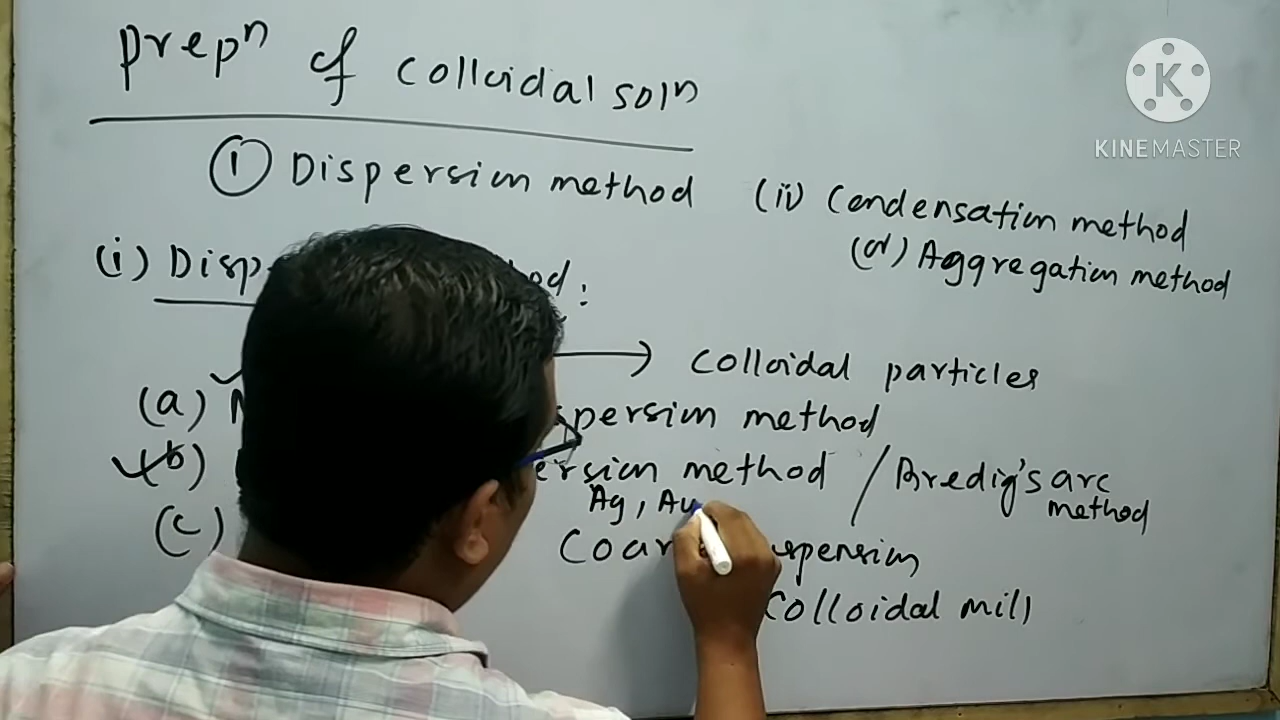 Prepⁿ of colloidal solⁿ
① Dispersion method (ii) Condensation method
(or) Aggregation method
(i) Disp od :
→ colloidal particles
(a) persion method
(b) ersion method / Bredig's arc method
Ag, Au
(c) Coar spension
Colloidal mill
KINEMASTER